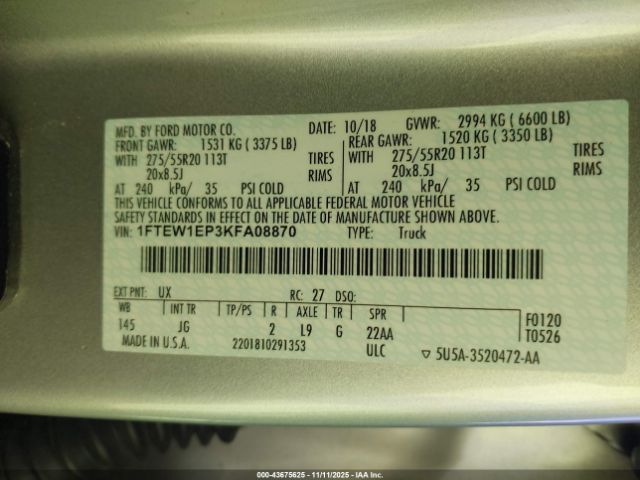 MFD. BY FORD MOTOR CO. DATE: 10/18 GVWR: 2994 KG ( 6600 LB)
FRONT GAWR: 1531 KG ( 3375 LB) REAR GAWR: 1520 KG ( 3350 LB)
WITH 275/55R20 113T TIRES WITH 275/55R20 113T TIRES
20x8.5J RIMS 20x8.5J RIMS
AT 240 kPa/ 35 PSI COLD AT 240 kPa/ 35 PSI COLD
THIS VEHICLE CONFORMS TO ALL APPLICABLE FEDERAL MOTOR VEHICLE
SAFETY STANDARDS IN EFFECT ON THE DATE OF MANUFACTURE SHOWN ABOVE.
VIN: 1FTEW1EP3KFA08870 TYPE: Truck
EXT PNT: UX RC: 27 DSO:
WB INT TR TP/PS R AXLE TR SPR
145 JG 2 L9 G 22AA
F0120
T0526
MADE IN U.S.A. 2201810291353 ULC ▽ 5U5A-3520472-AA
000-43675625 - 11/11/2025 - IAA Inc.